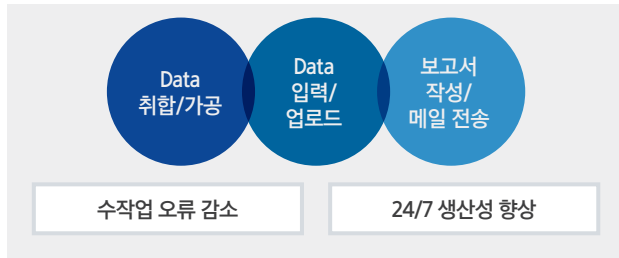 Data
취합/가공
Data
입력/
업로드
보고서
작성/
메일 전송
수작업 오류 감소
24/7 생산성 향상